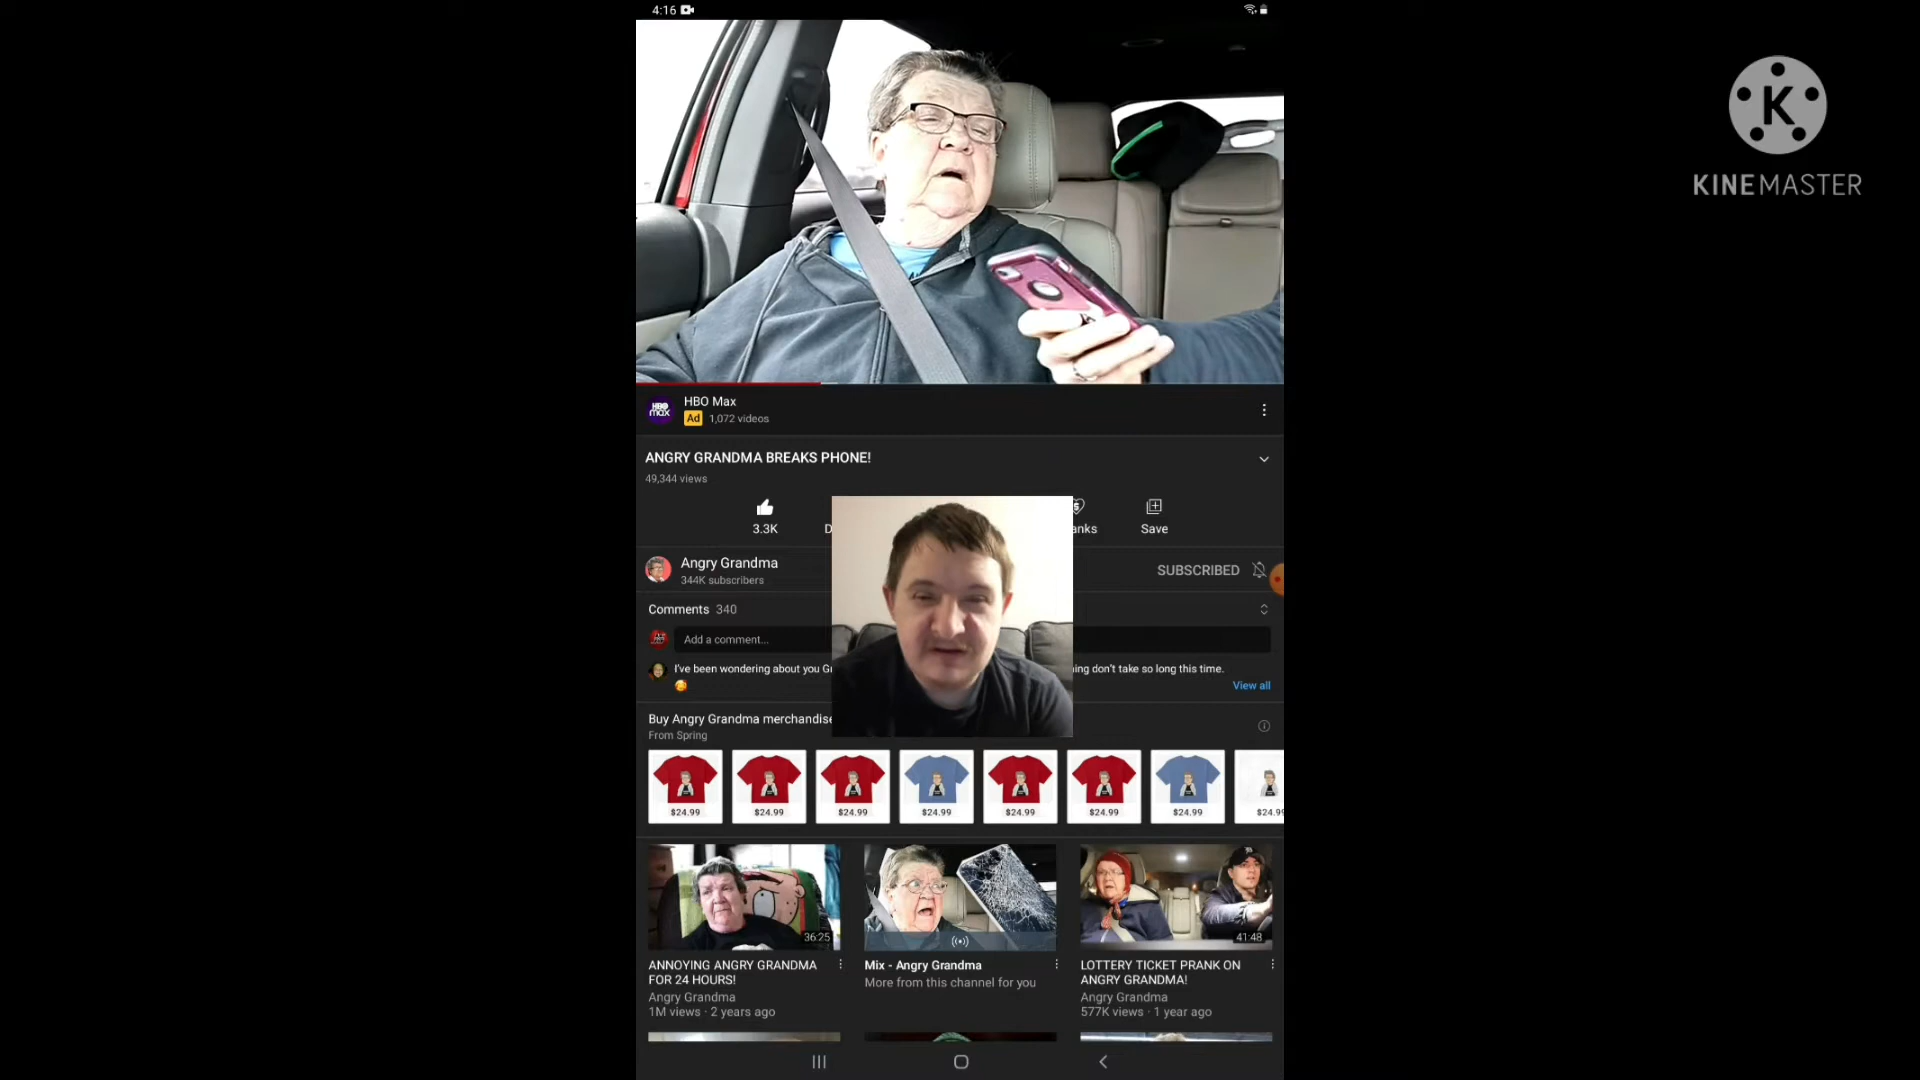 4:16
K
KINEMASTER
HBO max
HBO Max
Ad 1,072 videos
ANGRY GRANDMA BREAKS PHONE!
49,344 views
3.3K
D
anks
Save
Angry Grandma
344K subscribers
SUBSCRIBED
Comments 340
Add a comment...
I've been wondering about you Gr
ing don't take so long this time.
View all
Buy Angry Grandma merchandise
From Spring
$24.99 $24.99 $24.99 $24.99 $24.99 $24.99 $24.99 $24.99
36:25
41:48
ANNOYING ANGRY GRANDMA
FOR 24 HOURS!
Angry Grandma
1M views · 2 years ago
Mix - Angry Grandma
More from this channel for you
LOTTERY TICKET PRANK ON
ANGRY GRANDMA!
Angry Grandma
577K views · 1 year ago